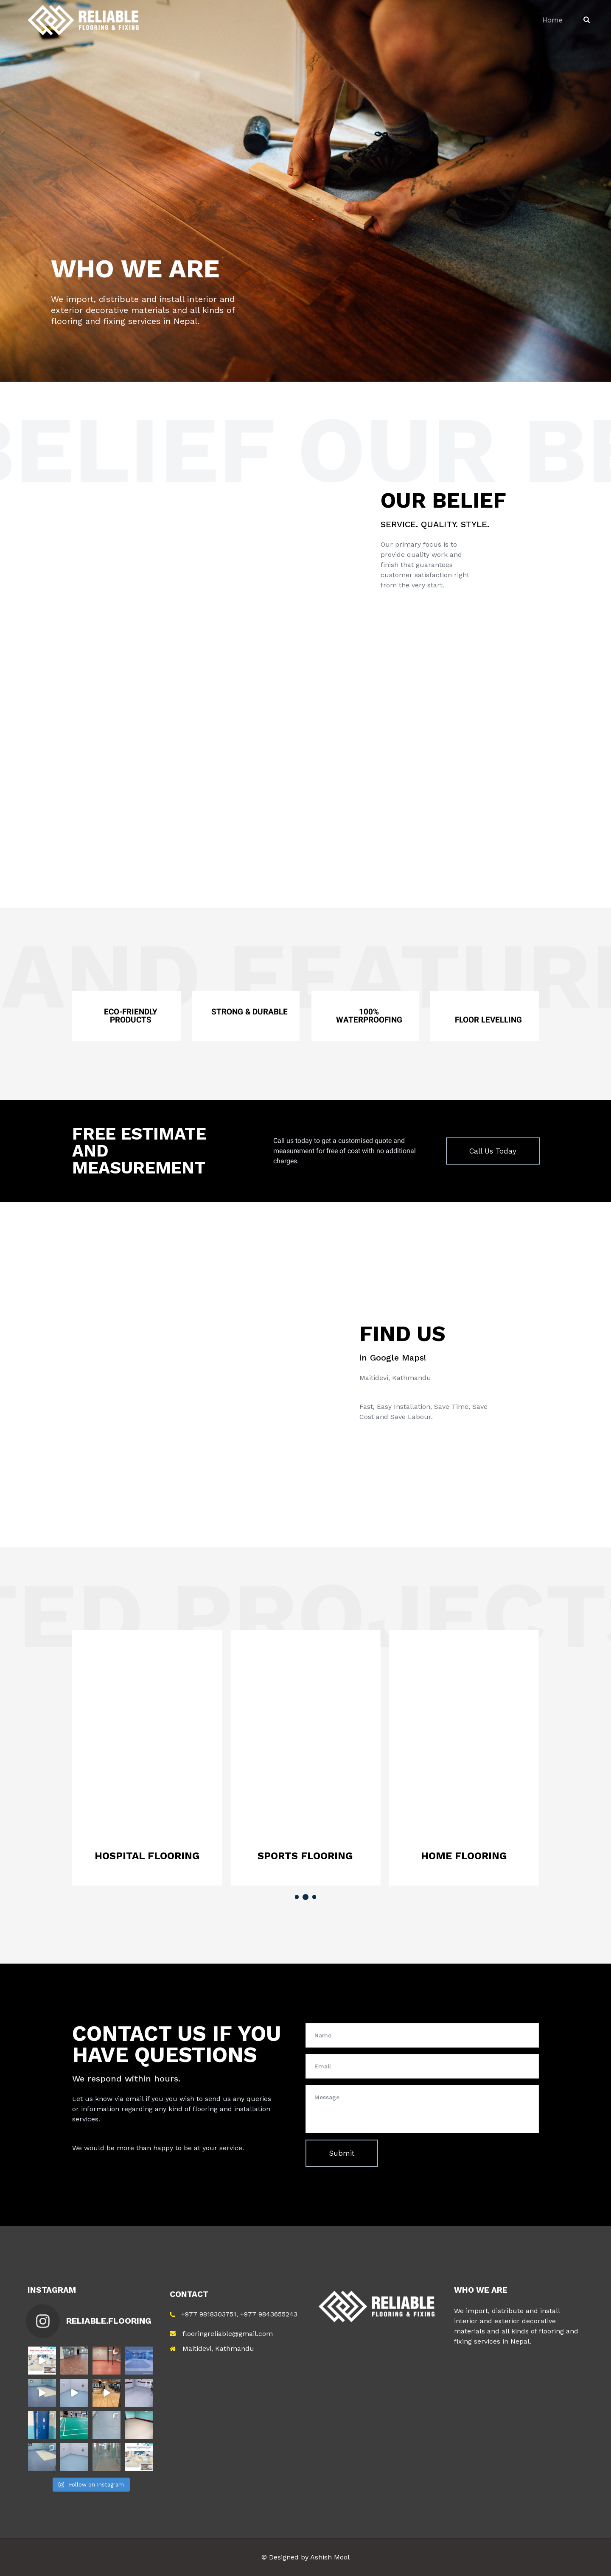 RELIABLE
FLOORING & FIXING
Home
WHO WE ARE
We import, distribute and install interior and
exterior decorative materials and all kinds of
flooring and fixing services in Nepal.
BELIEF OUR BE
OUR BELIEF
SERVICE. QUALITY. STYLE.
Our primary focus is to
provide quality work and
finish that guarantees
customer satisfaction right
from the very start.
AND FEATUR
ECO-FRIENDLY
PRODUCTS
STRONG & DURABLE
100%
WATERPROOFING
FLOOR LEVELLING
FREE ESTIMATE
AND
MEASUREMENT
Call us today to get a customised quote and
measurement for free of cost with no additional
charges.
Call Us Today
FIND US
in Google Maps!
Maitidevi, Kathmandu
Fast, Easy Installation, Save Time, Save
Cost and Save Labour.
TED PROJECTS
HOSPITAL FLOORING
SPORTS FLOORING
HOME FLOORING
CONTACT US IF YOU
HAVE QUESTIONS
We respond within hours.
Let us know via email if you you wish to send us any queries
or information regarding any kind of flooring and installation
services.
We would be more than happy to be at your service.
Name
Email
Message
Submit
INSTAGRAM
RELIABLE.FLOORING
Follow on Instagram
CONTACT
+977 9818303751, +977 9843655243
flooringreliable@gmail.com
Maitidevi, Kathmandu
RELIABLE
FLOORING & FIXING
WHO WE ARE
We import, distribute and install
interior and exterior decorative
materials and all kinds of flooring and
fixing services in Nepal.
© Designed by Ashish Mool